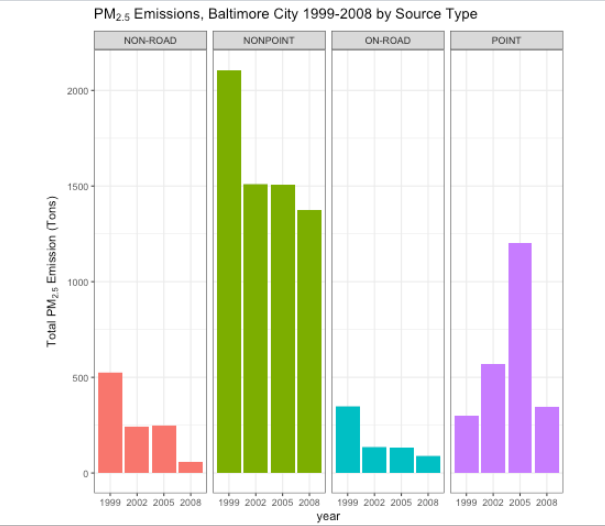 PM2.5 Emissions, Baltimore City 1999-2008 by Source Type
NON-ROAD NONPOINT ON-ROAD POINT
Total PM2.5 Emission (Tons)
2000
1500
1000
500
0
1999 2002 2005 2008 1999 2002 2005 2008 1999 2002 2005 2008 1999 2002 2005 2008
year